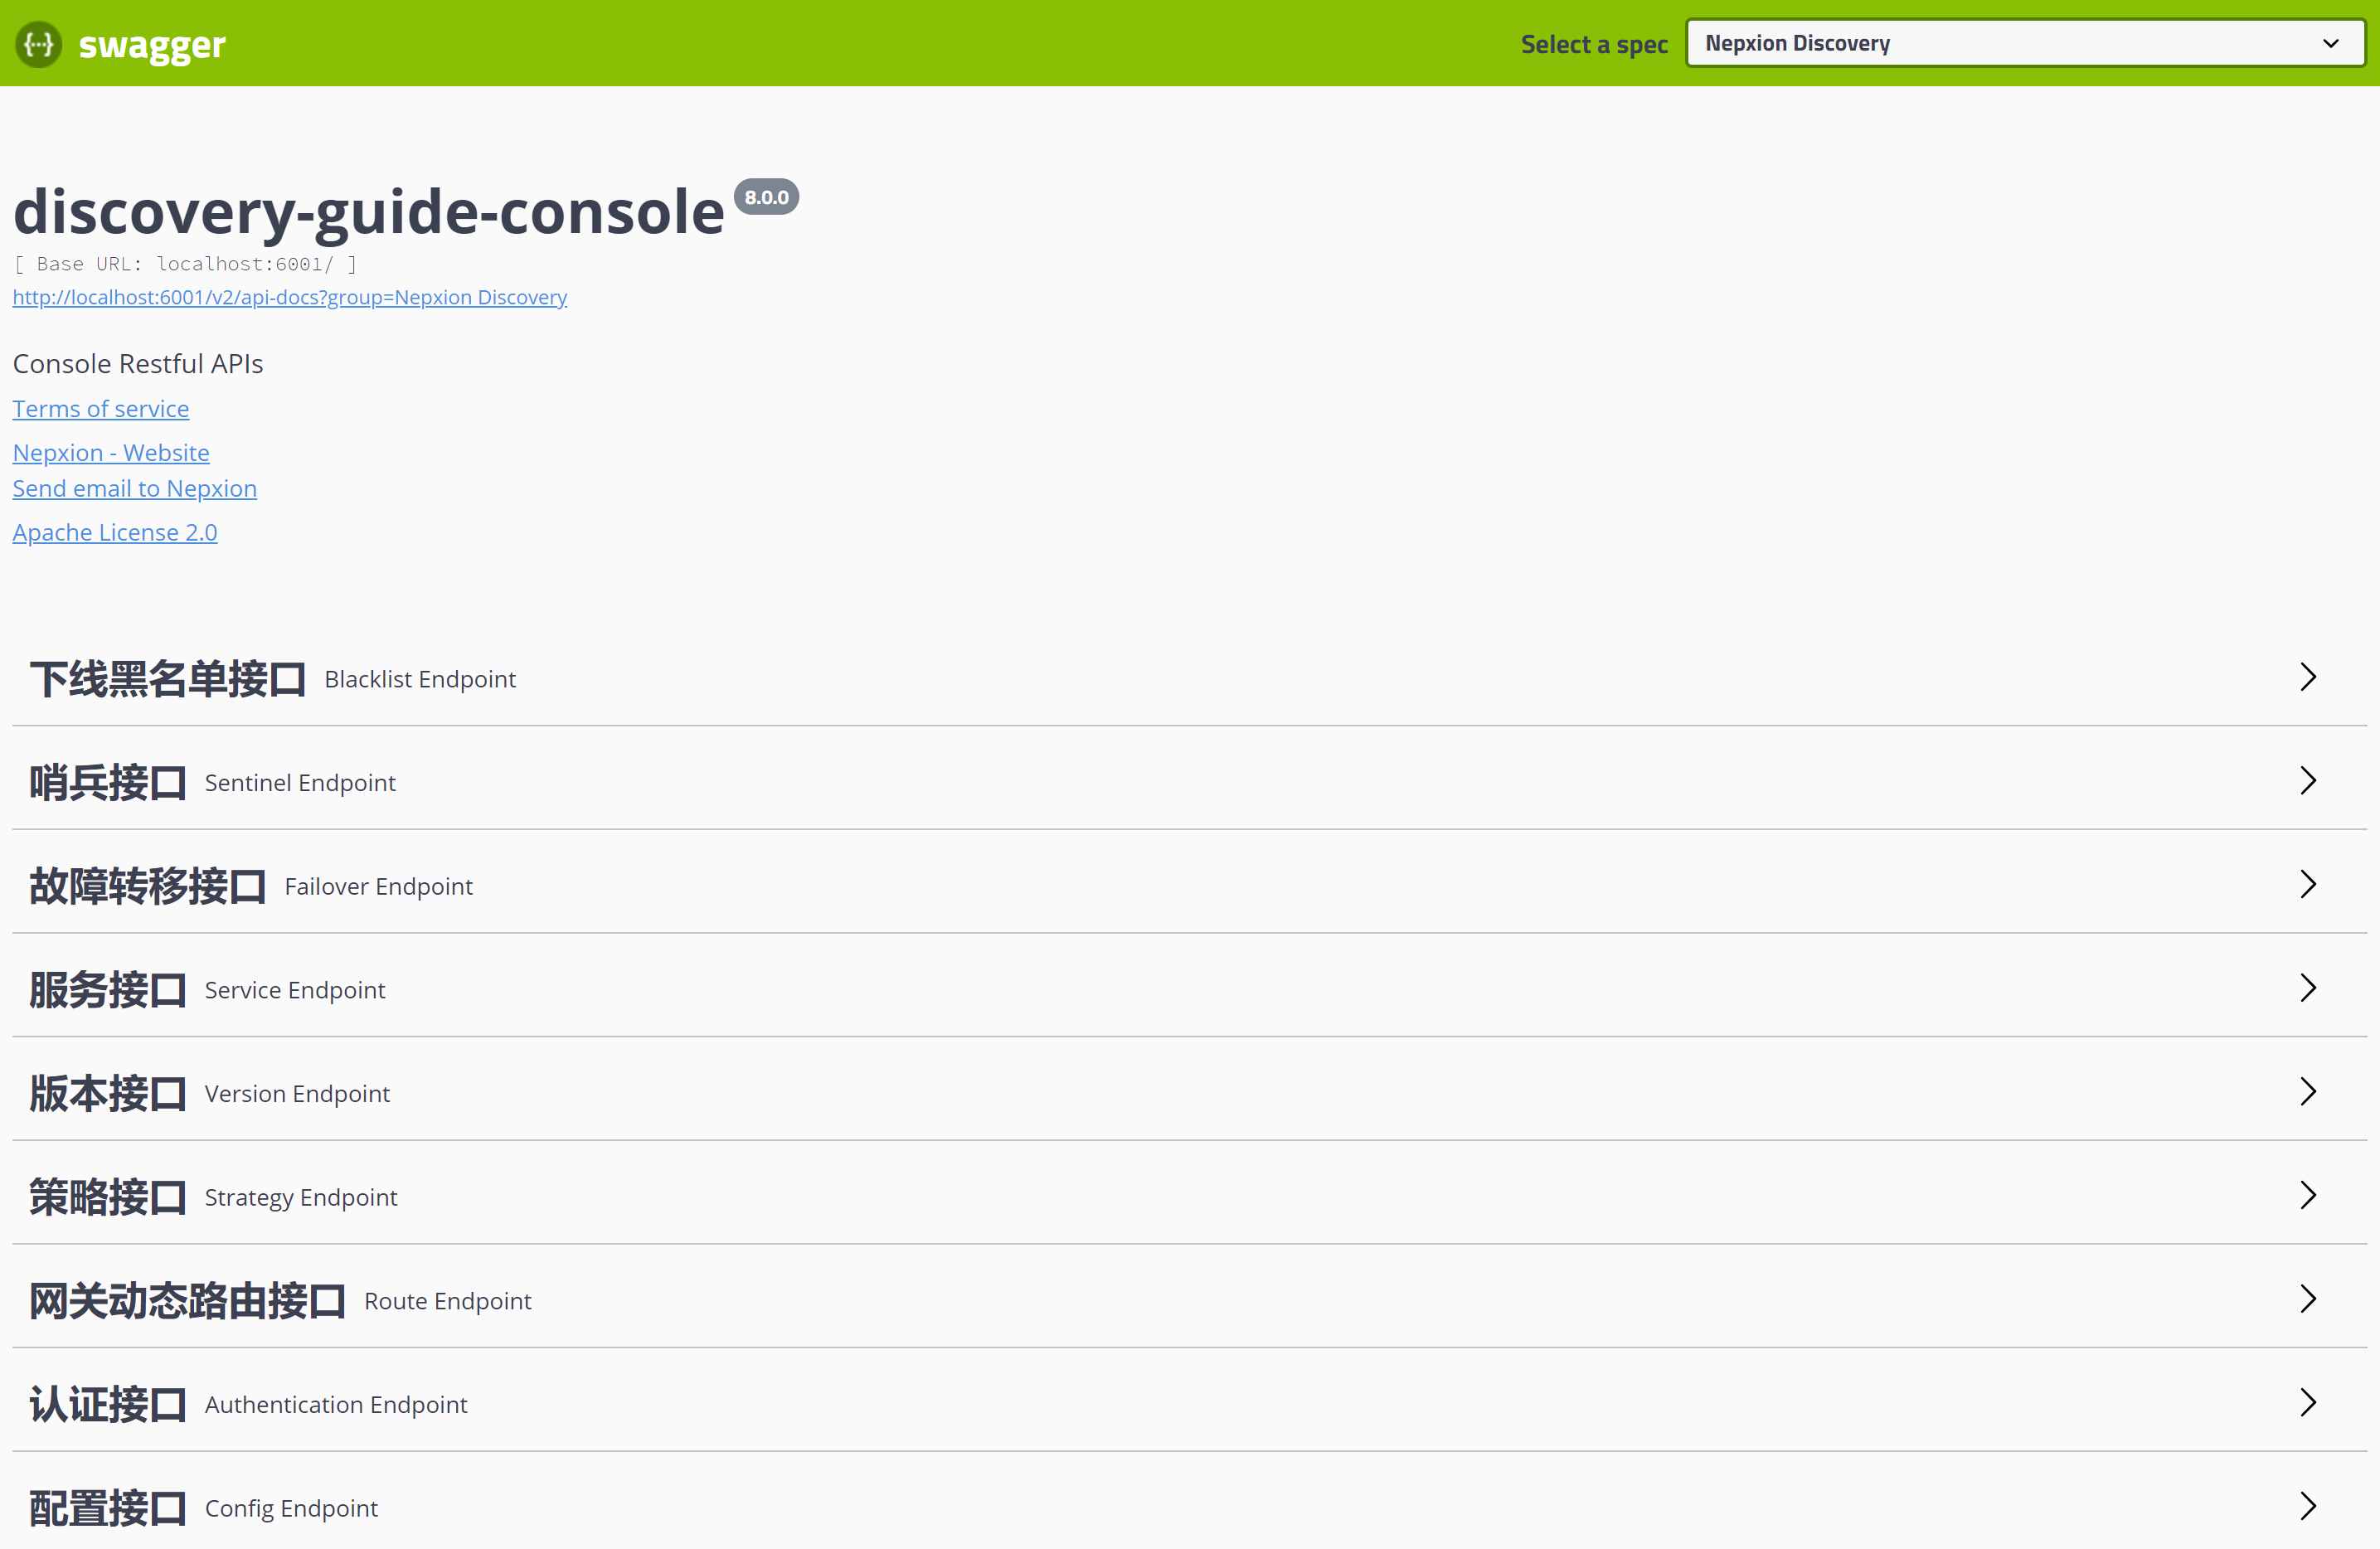 {···} swagger Select a spec Nepxion Discovery
discovery-guide-console 8.0.0
[ Base URL: localhost:6001/ ]
http://localhost:6001/v2/api-docs?group=Nepxion Discovery
Console Restful APIs
Terms of service
Nepxion - Website
Send email to Nepxion
Apache License 2.0
下线黑名单接口 Blacklist Endpoint
哨兵接口 Sentinel Endpoint
故障转移接口 Failover Endpoint
服务接口 Service Endpoint
版本接口 Version Endpoint
策略接口 Strategy Endpoint
网关动态路由接口 Route Endpoint
认证接口 Authentication Endpoint
配置接口 Config Endpoint